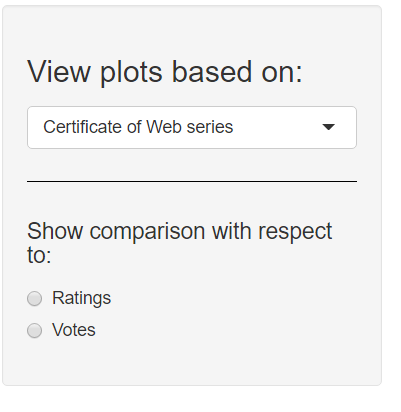 View plots based on:
Certificate of Web series
Show comparison with respect
to:
Ratings
Votes